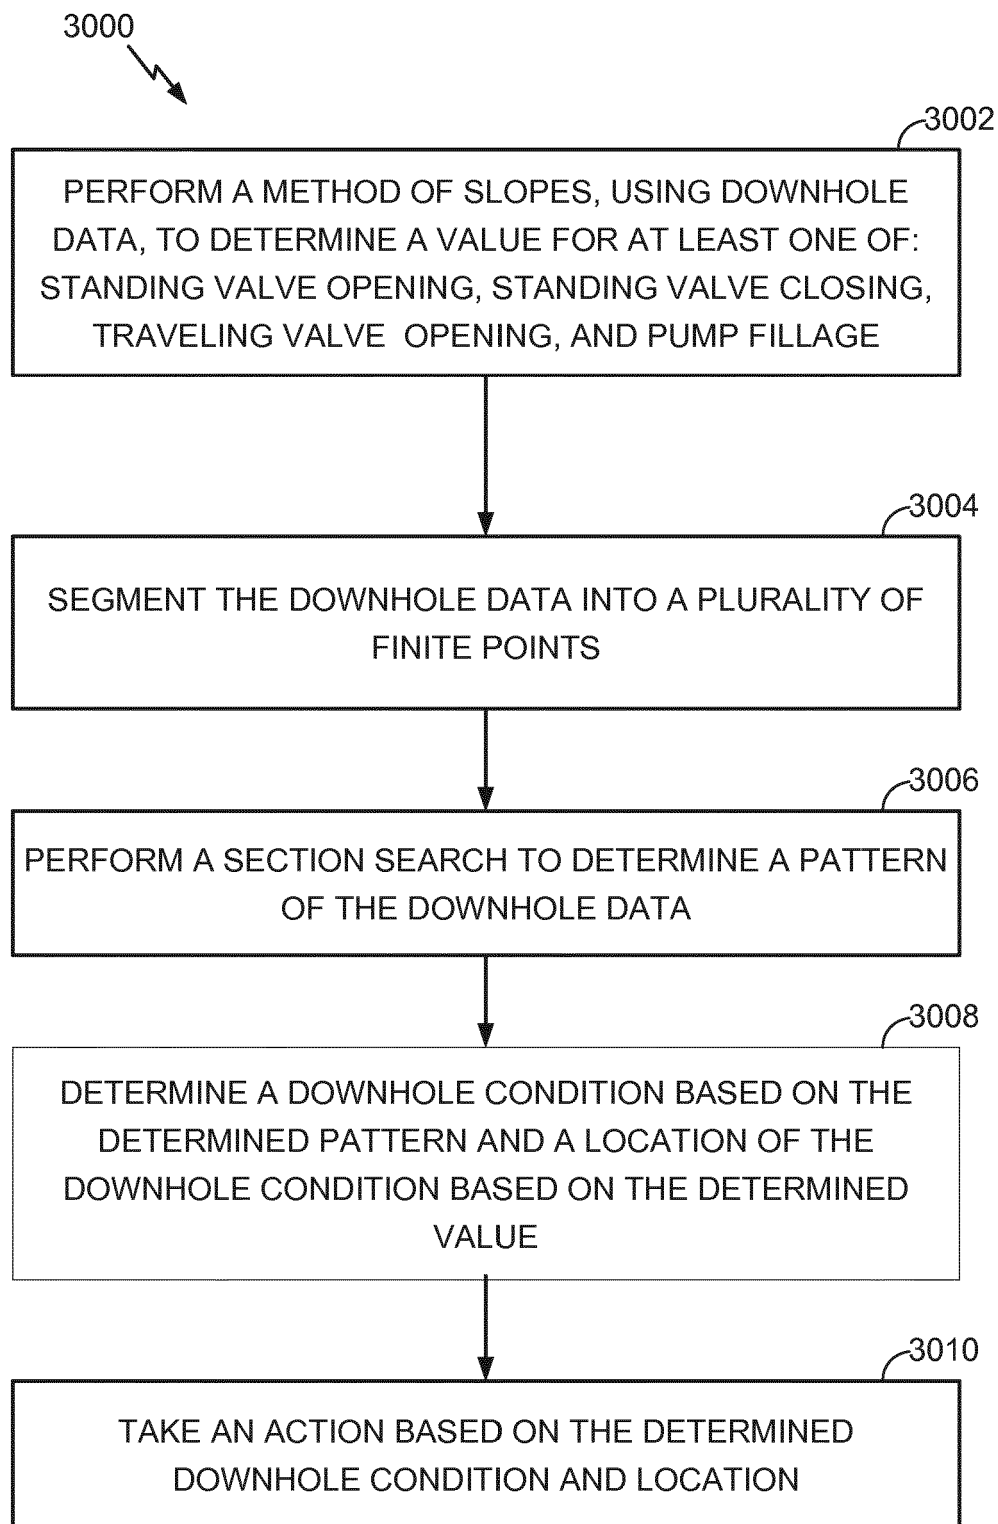 3000
3002
PERFORM A METHOD OF SLOPES, USING DOWNHOLE
DATA, TO DETERMINE A VALUE FOR AT LEAST ONE OF:
STANDING VALVE OPENING, STANDING VALVE CLOSING,
TRAVELING VALVE OPENING, AND PUMP FILLAGE
3004
SEGMENT THE DOWNHOLE DATA INTO A PLURALITY OF
FINITE POINTS
3006
PERFORM A SECTION SEARCH TO DETERMINE A PATTERN
OF THE DOWNHOLE DATA
3008
DETERMINE A DOWNHOLE CONDITION BASED ON THE
DETERMINED PATTERN AND A LOCATION OF THE
DOWNHOLE CONDITION BASED ON THE DETERMINED
VALUE
3010
TAKE AN ACTION BASED ON THE DETERMINED
DOWNHOLE CONDITION AND LOCATION